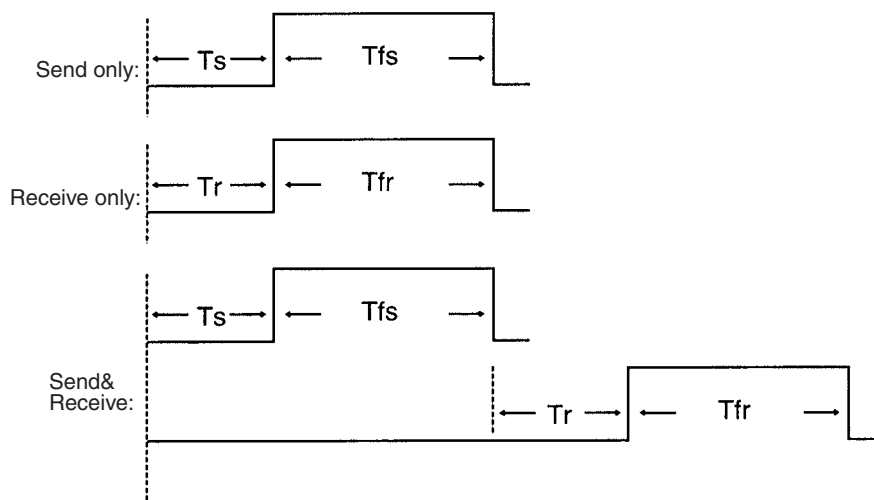 Send only:
Ts
Tfs
Receive only:
Tr
Tfr
Ts
Tfs
Send&
Receive:
Tr
Tfr